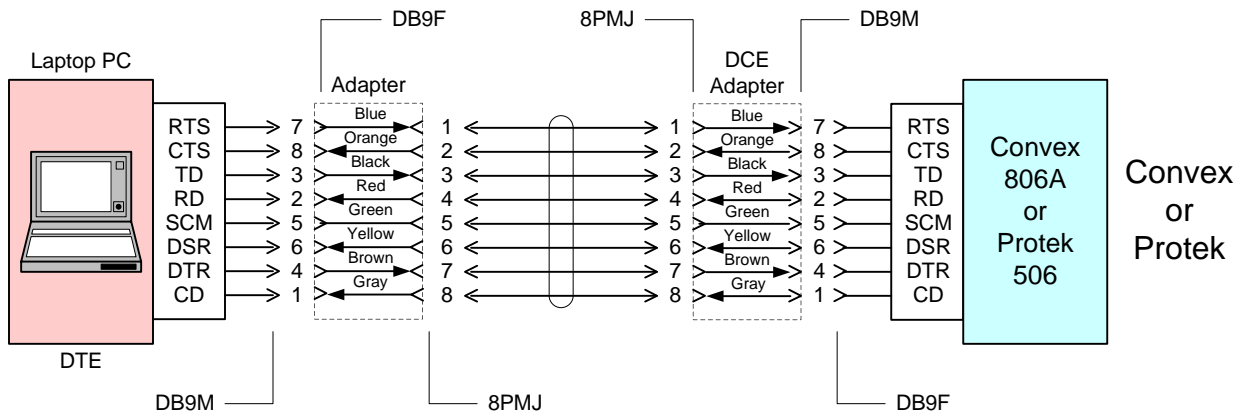 DB9F
8PMJ
DB9M
Laptop PC
Adapter
DCE
Adapter
RTS 7 Blue 1 1 Blue 7 RTS
CTS 8 Orange 2 2 Orange 8 CTS
TD 3 Black 3 3 Black 3 TD
RD 2 Red 4 4 Red 2 RD
SCM 5 Green 5 5 Green 5 SCM
DSR 6 Yellow 6 6 Yellow 6 DSR
DTR 4 Brown 7 7 Brown 4 DTR
CD 1 Gray 8 8 Gray 1 CD
Convex
806A
or
Protek
506
Convex
or
Protek
DTE
DB9M
8PMJ
DB9F